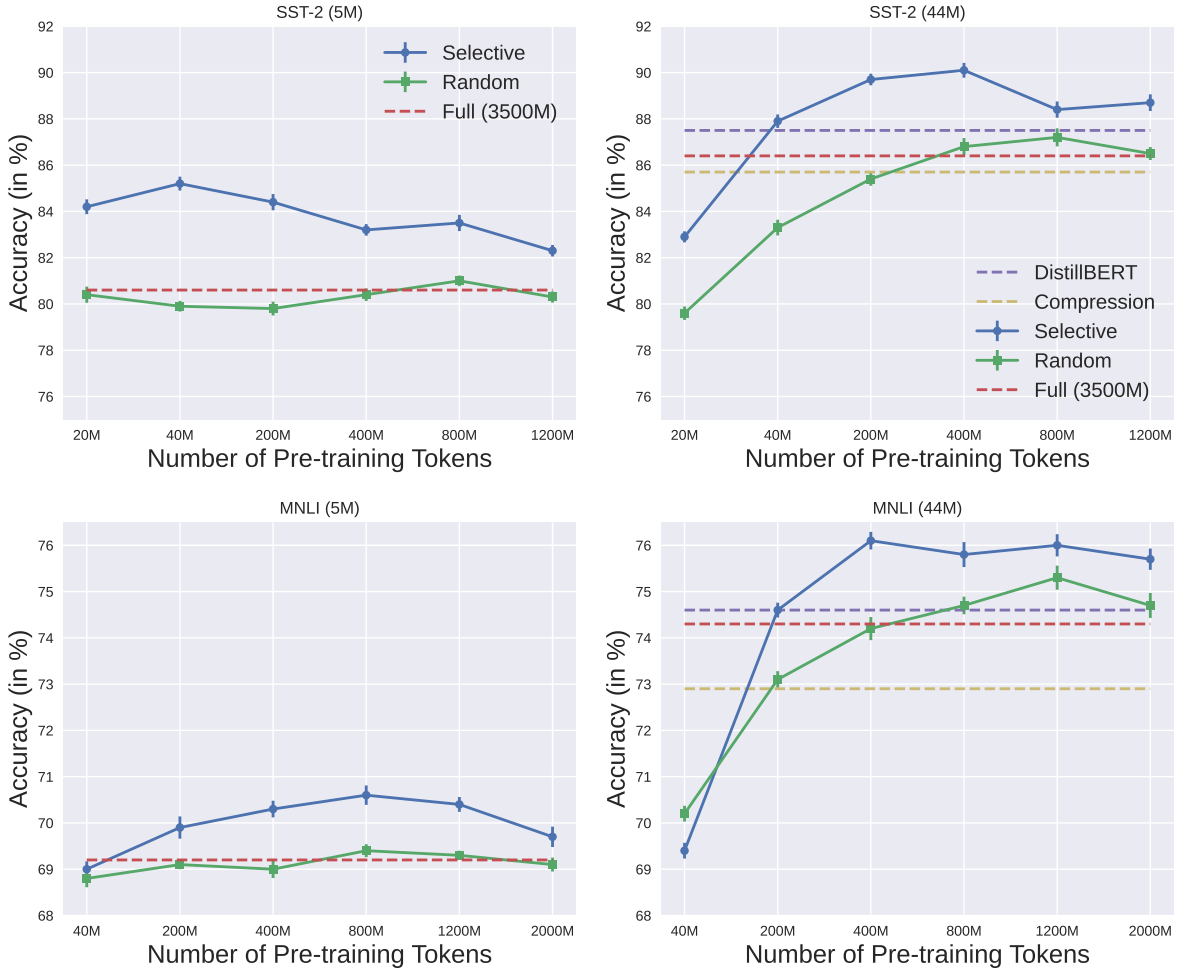 SST-2 (5M)
92
90
88
86
84
82
80
78
76
Accuracy (in %)
Selective
Random
Full (3500M)
20M 40M 200M 400M 800M 1200M
Number of Pre-training Tokens
SST-2 (44M)
92
90
88
86
84
82
80
78
76
Accuracy (in %)
DistillBERT
Compression
Selective
Random
Full (3500M)
20M 40M 200M 400M 800M 1200M
Number of Pre-training Tokens
MNLI (5M)
76
75
74
73
72
71
70
69
68
Accuracy (in %)
40M 200M 400M 800M 1200M 2000M
Number of Pre-training Tokens
MNLI (44M)
76
75
74
73
72
71
70
69
68
Accuracy (in %)
40M 200M 400M 800M 1200M 2000M
Number of Pre-training Tokens